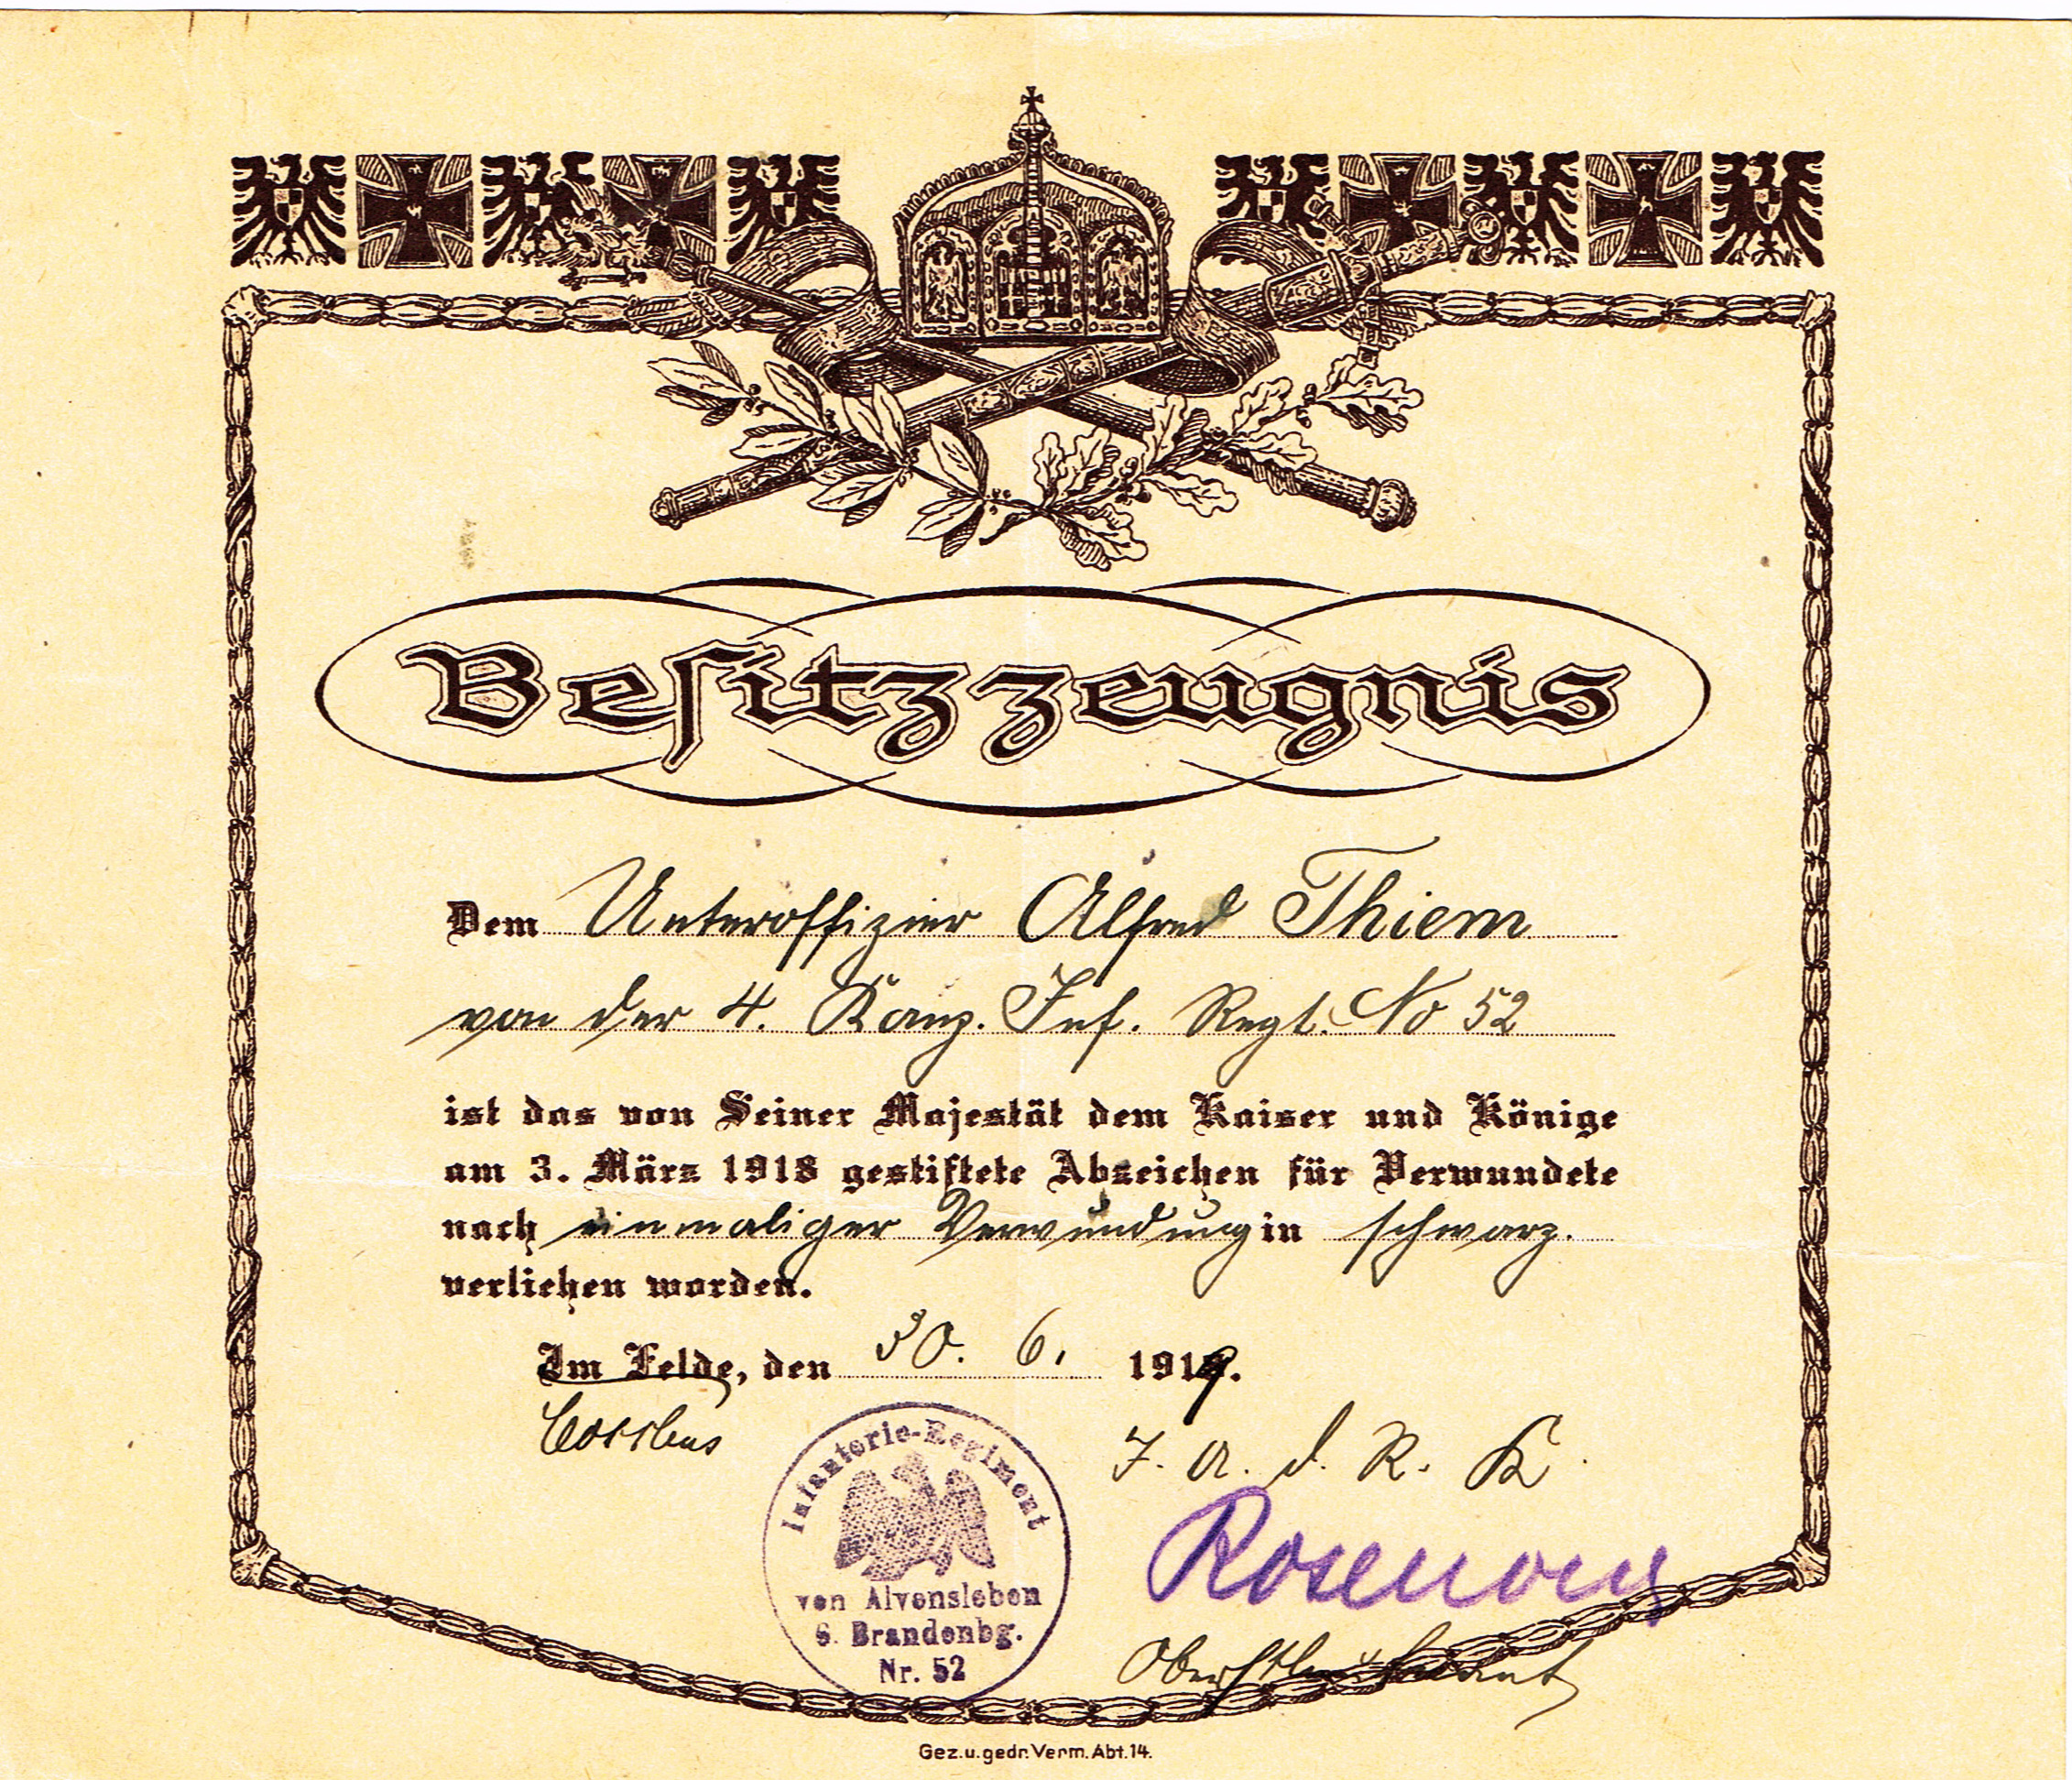 Besitzzeugnis
Dem Unteroffizier Alfred Thiem
von der 4. Komp. Inf. Regt. No 52
ist das von Seiner Majestät dem Kaiser und Könige
am 3. März 1918 gestiftete Abzeichen für Verwundete
nach einmaliger Verwundung in schwarz.
verliehen worden.
Im Felde, den 30. 6. 1919.
Cottbus
Infanterie-Regiment
von Alvensleben
6. Brandenbg.
Nr. 52
I. A. d. R. K.
Oberstleutnant
Gez.u.gedr.Verm.Abt.14.